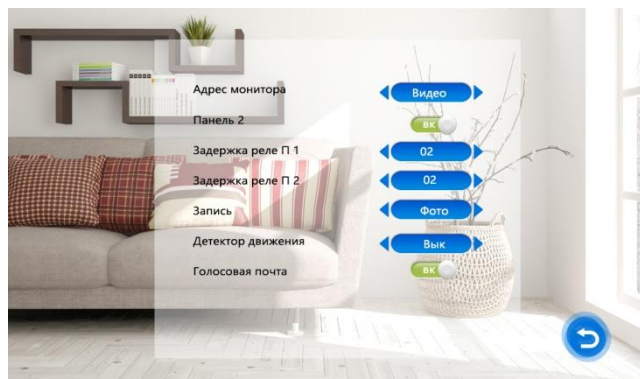 Адрес монитора Видео
Панель 2 ВК
Задержка реле П 1 02
Задержка реле П 2 02
Запись Фото
Детектор движения Вык
Голосовая почта ВК